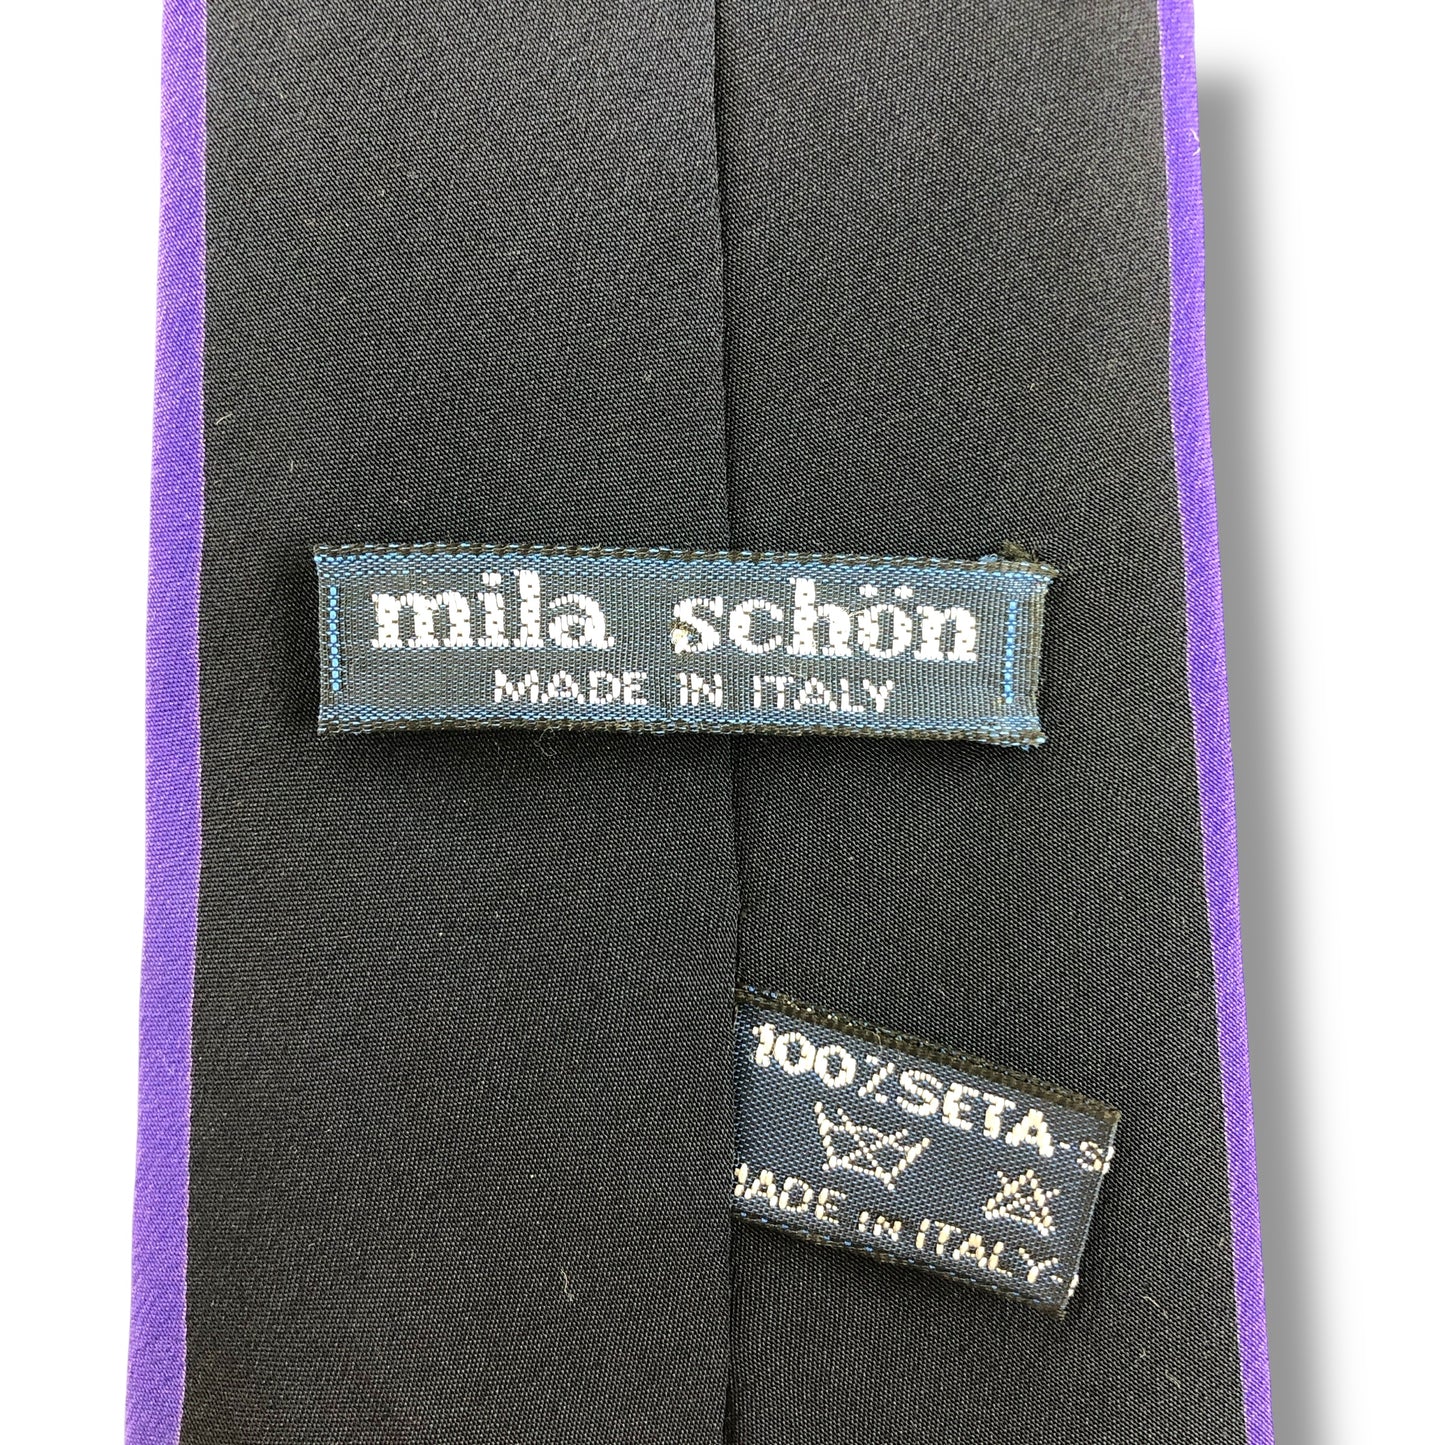 mila schön
MADE IN ITALY
100% SETA-S
MADE IN ITALY-